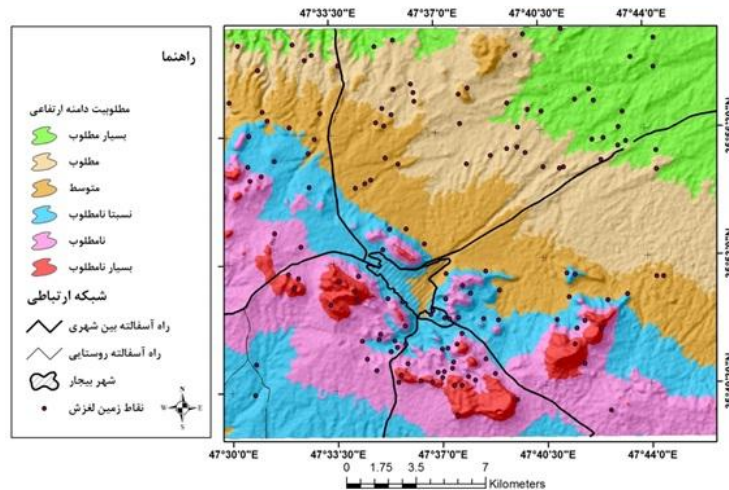 47°33'30"E 47°37'0"E 47°40'30"E 47°44'0"E
راهنما
مطلوبیت دامنه ارتفاعی
بسیار مطلوب
مطلوب
متوسط
نسبتا نامطلوب
نامطلوب
بسیار نامطلوب
شبکه ارتباطی
راه آسفالته بین شهری
راه آسفالته روستایی
شهر بیجار
نقاط زمین لغزش
N
W E
S
47°30'0"E 47°33'30"E 47°37'0"E 47°40'30"E 47°44'0"E
0 1.75 3.5 7
Kilometers